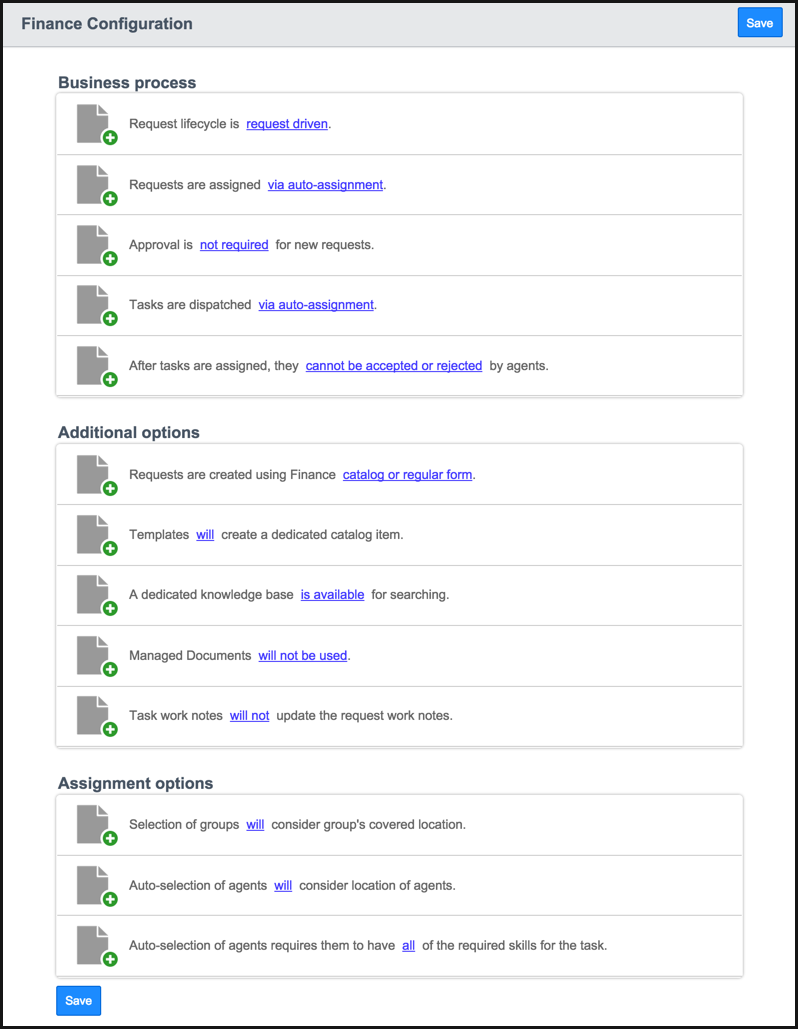 Finance Configuration
Save
Business process
Request lifecycle is request driven.
Requests are assigned via auto-assignment.
Approval is not required for new requests.
Tasks are dispatched via auto-assignment.
After tasks are assigned, they cannot be accepted or rejected by agents.
Additional options
Requests are created using Finance catalog or regular form.
Templates will create a dedicated catalog item.
A dedicated knowledge base is available for searching.
Managed Documents will not be used.
Task work notes will not update the request work notes.
Assignment options
Selection of groups will consider group's covered location.
Auto-selection of agents will consider location of agents.
Auto-selection of agents requires them to have all of the required skills for the task.
Save